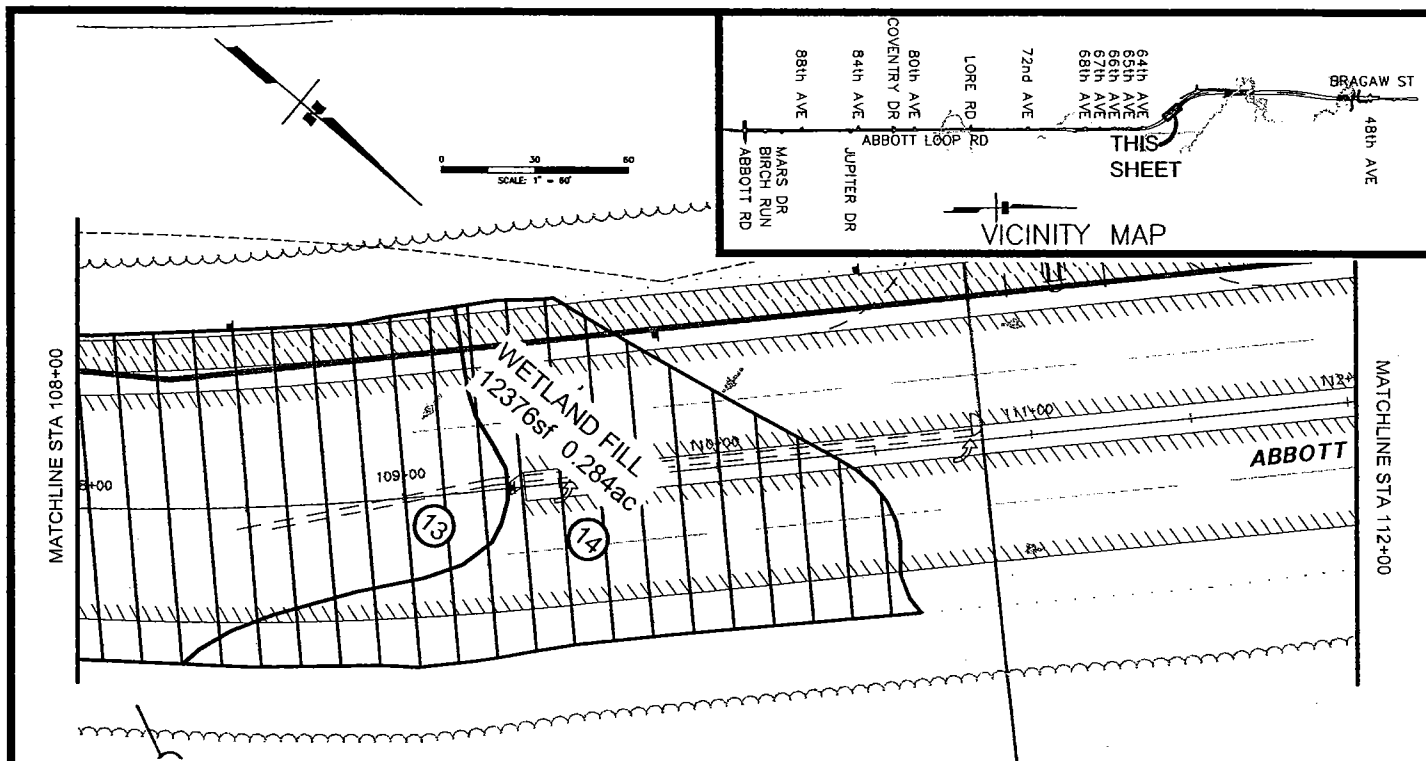 COVENTRY DR
88th AVE
84th AVE
80th AVE
LORE RD
72nd AVE
68th AVE
67th AVE
66th AVE
65th AVE
64th AVE
BRAGAW ST
48th AVE
ABBOTT LOOP RD
THIS
SHEET
ABBOTT RD
BIRCH RUN
MARS DR
JUPITER DR
VICINITY MAP
0 30 60
SCALE: 1" = 60'
MATCHLINE STA 108+00
WETLAND FILL
12376sf 0.284ac
8+00
109+00
110+00
111+00
112+
ABBOTT
13
14
MATCHLINE STA 112+00